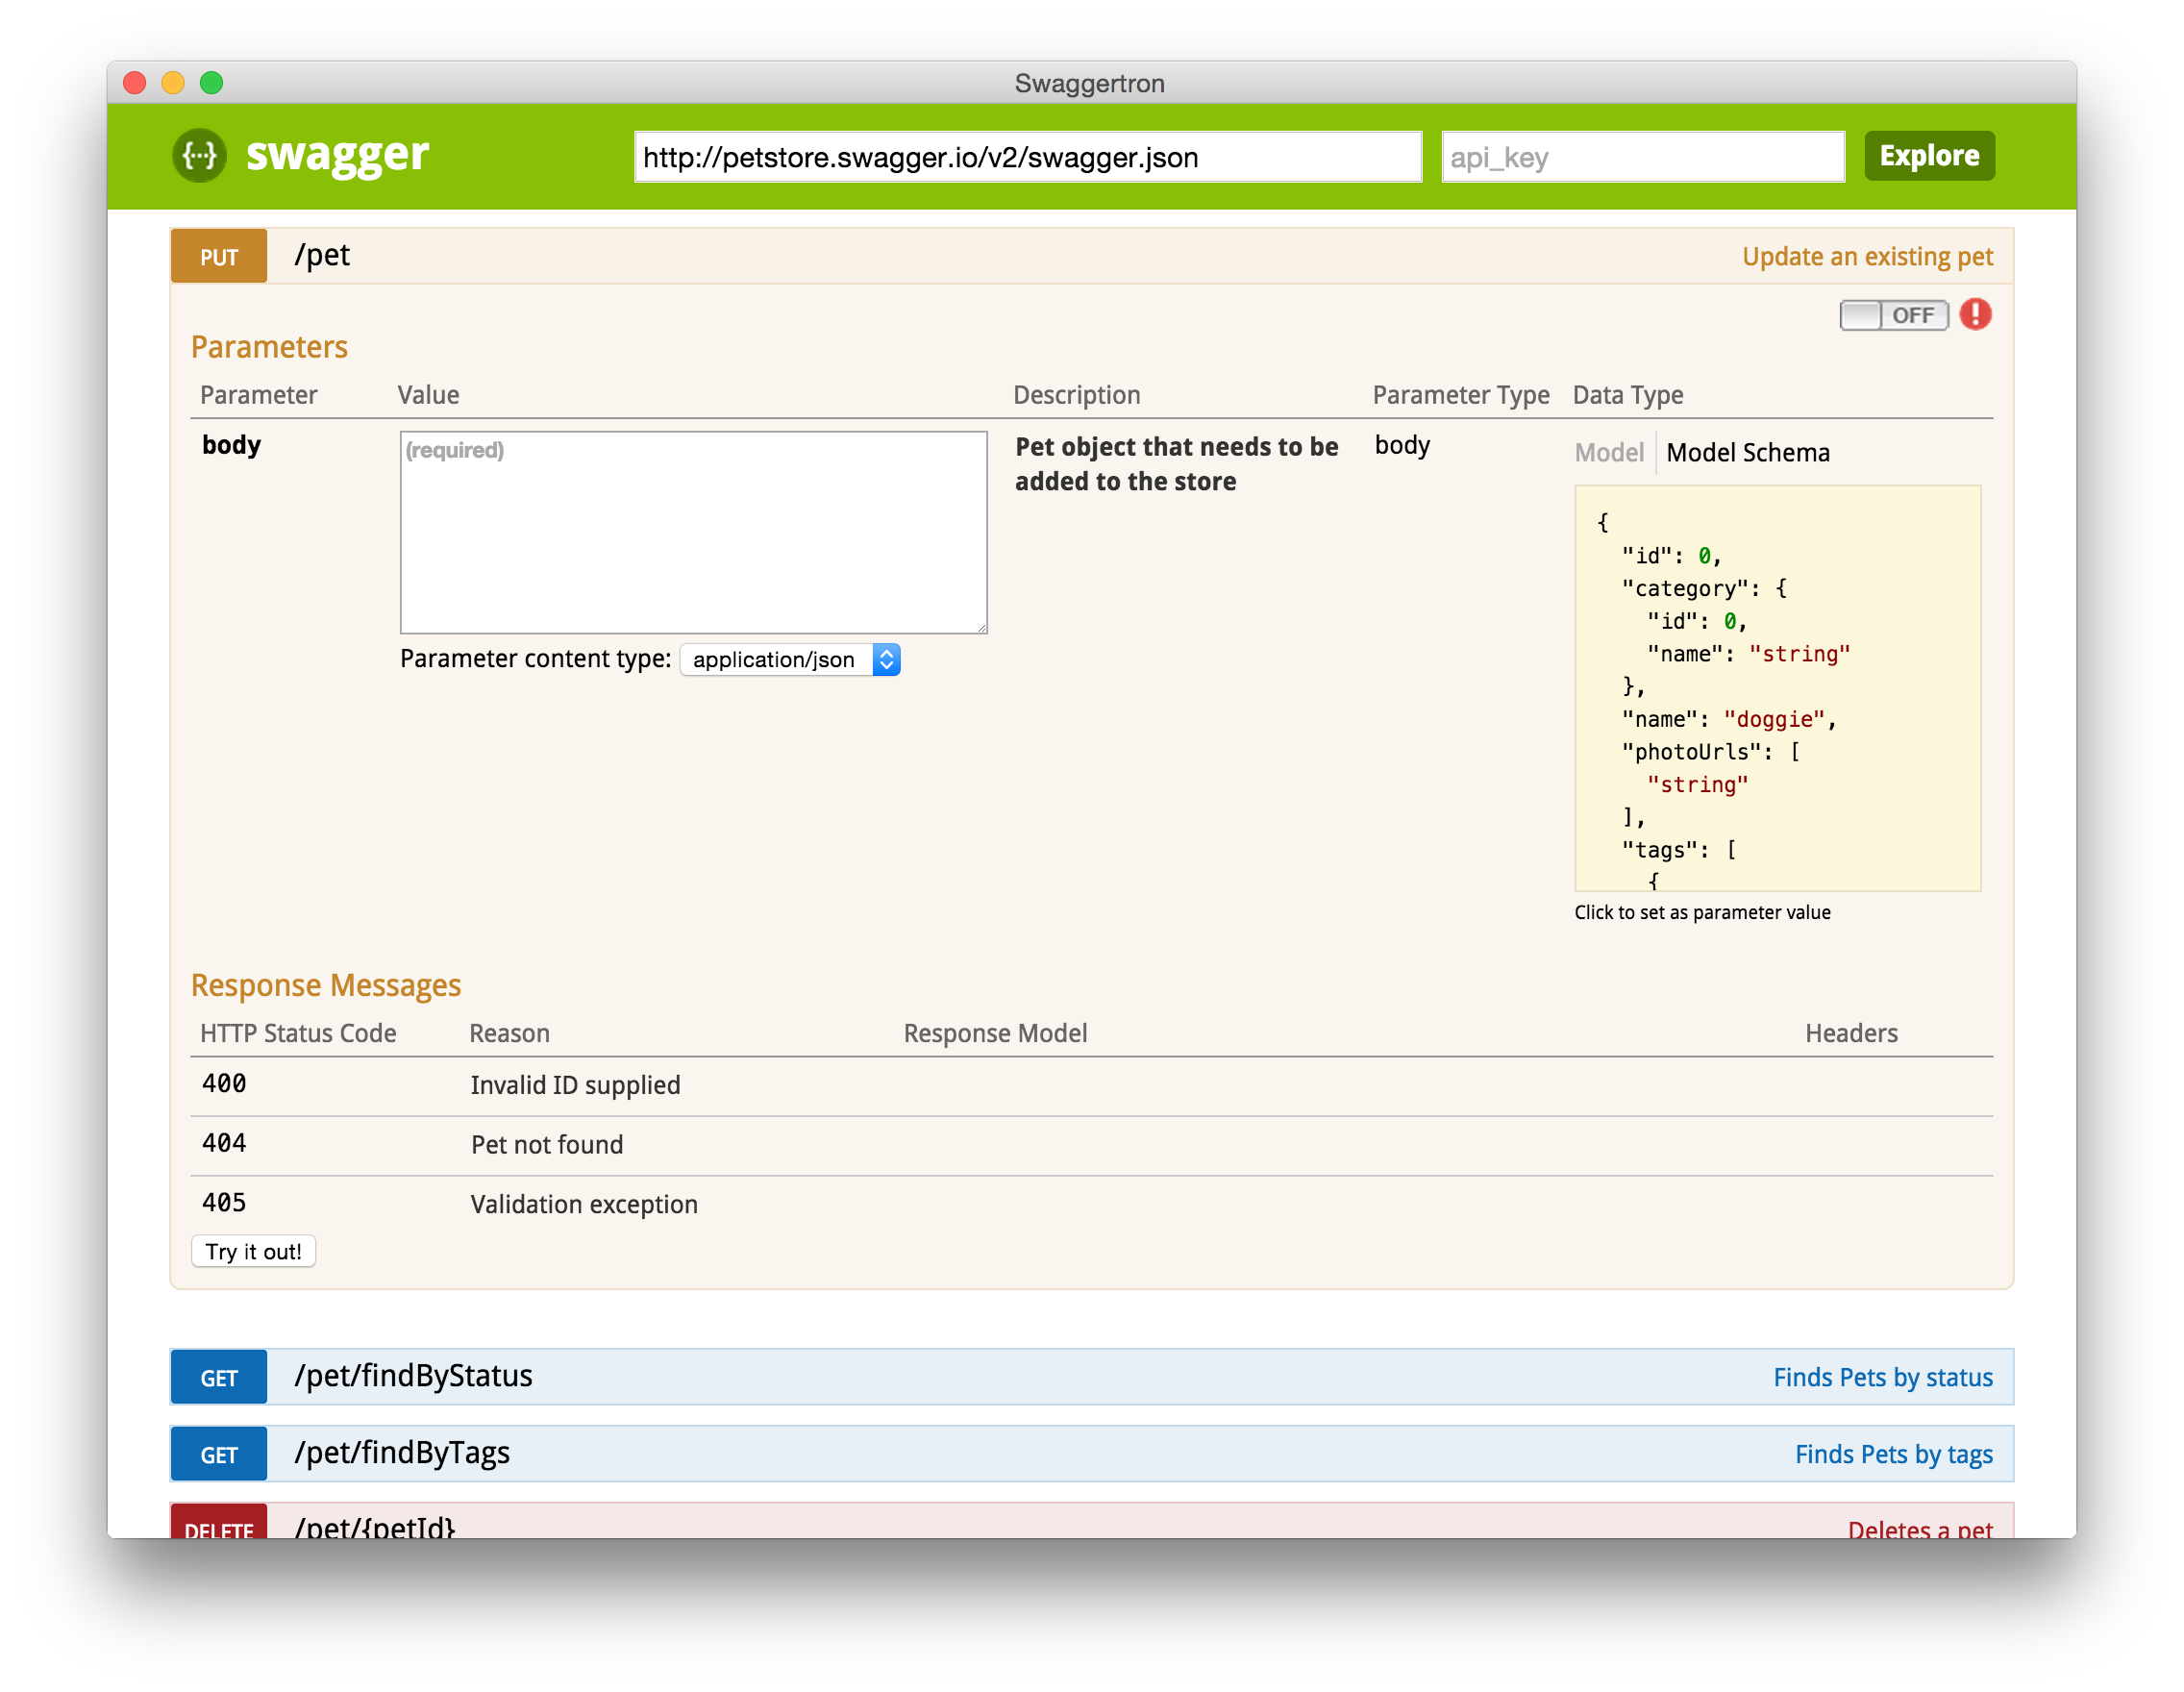 Swaggertron
{···} swagger http://petstore.swagger.io/v2/swagger.json api_key Explore
PUT /pet Update an existing pet
OFF !
Parameters
Parameter Value Description Parameter Type Data Type
body (required) Pet object that needs to be added to the store body Model Model Schema
{
"id": 0,
"category": {
"id": 0,
"name": "string"
},
"name": "doggie",
"photoUrls": [
"string"
],
"tags": [
{
Parameter content type: application/json
Click to set as parameter value
Response Messages
HTTP Status Code Reason Response Model Headers
400 Invalid ID supplied
404 Pet not found
405 Validation exception
Try it out!
GET /pet/findByStatus Finds Pets by status
GET /pet/findByTags Finds Pets by tags
DELETE /pet/{petId} Deletes a pet